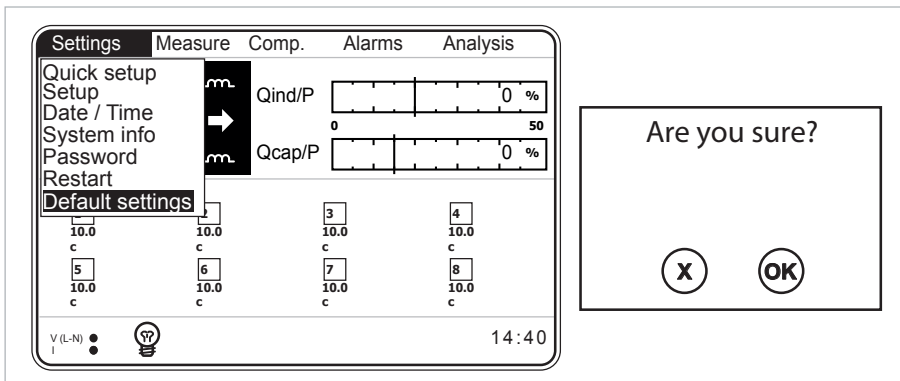 Settings Measure Comp. Alarms Analysis
Quick setup
Setup
Date / Time
System info
Password
Restart
Default settings
Qind/P 0 %
0 50
Qcap/P 0 %
2 3 4
10.0 10.0 10.0 10.0
c c c c
5 6 7 8
10.0 10.0 10.0 10.0
c c c c
V (L-N)
I
14:40
Are you sure?
X OK